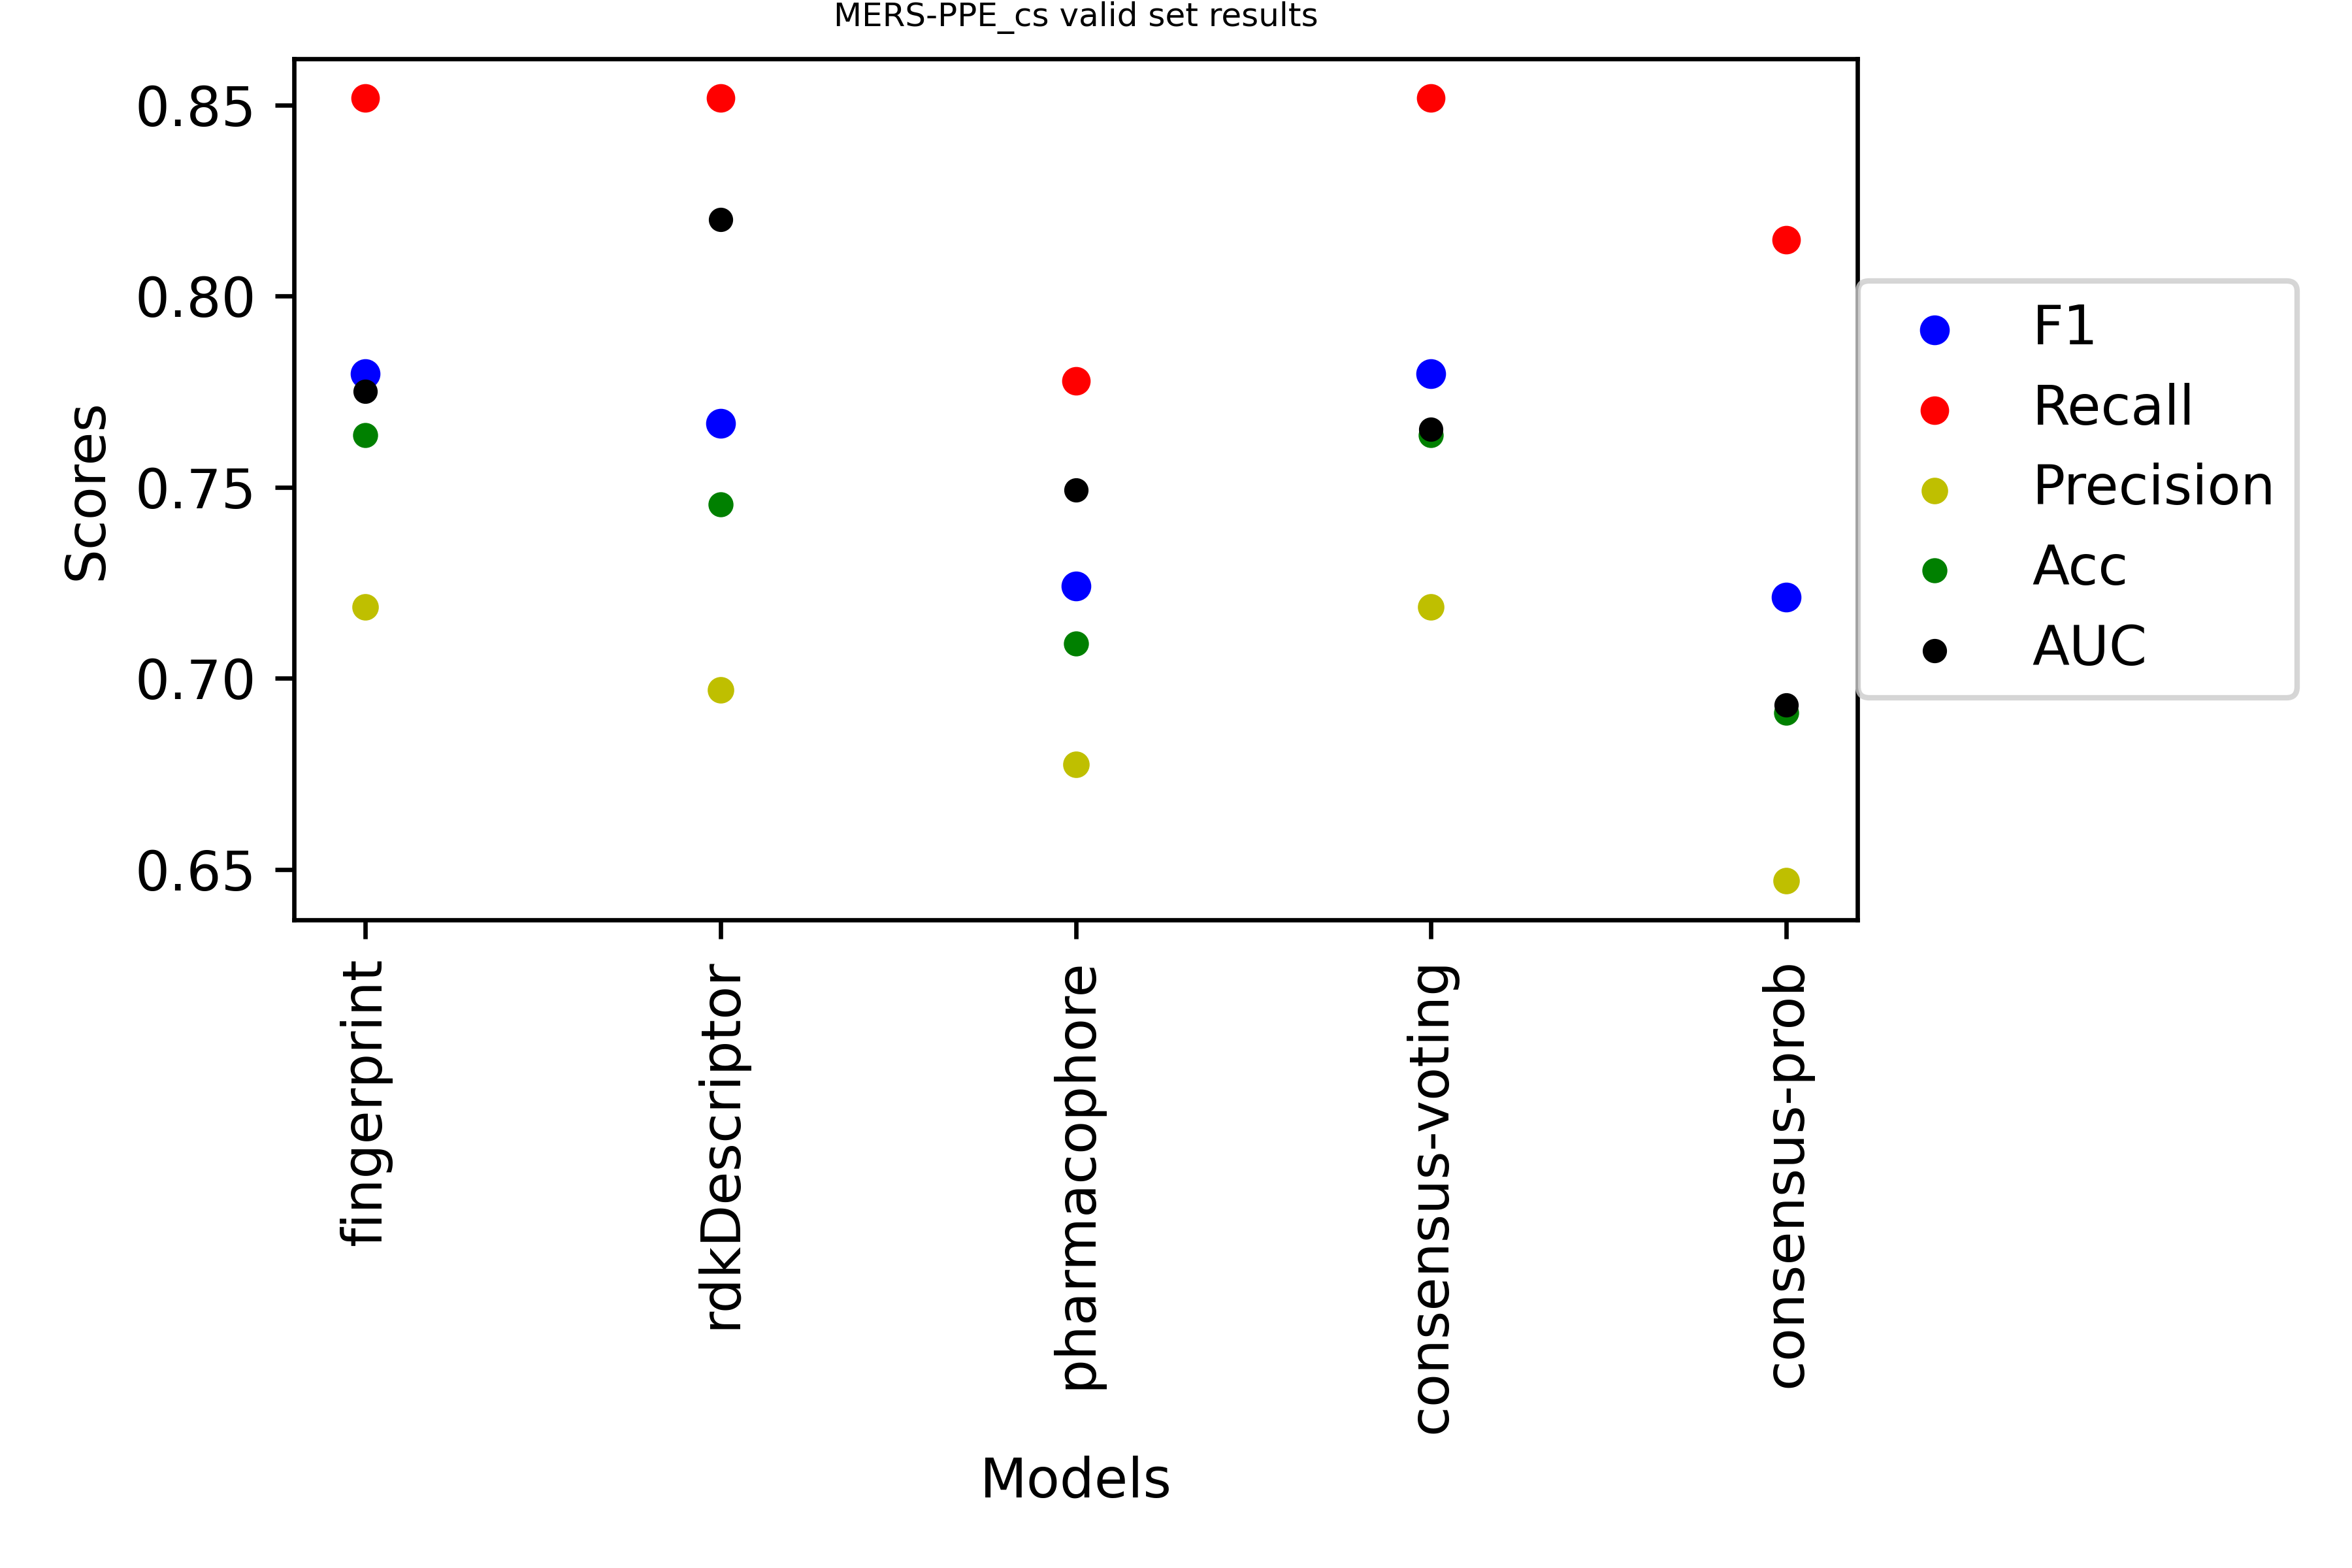 MERS-PPE_cs valid set results
0.85
0.80
0.75
0.70
0.65
Scores
F1
Recall
Precision
Acc
AUC
fingerprint
rdkDescriptor
pharmacophore
consensus-voting
consensus-prob
Models